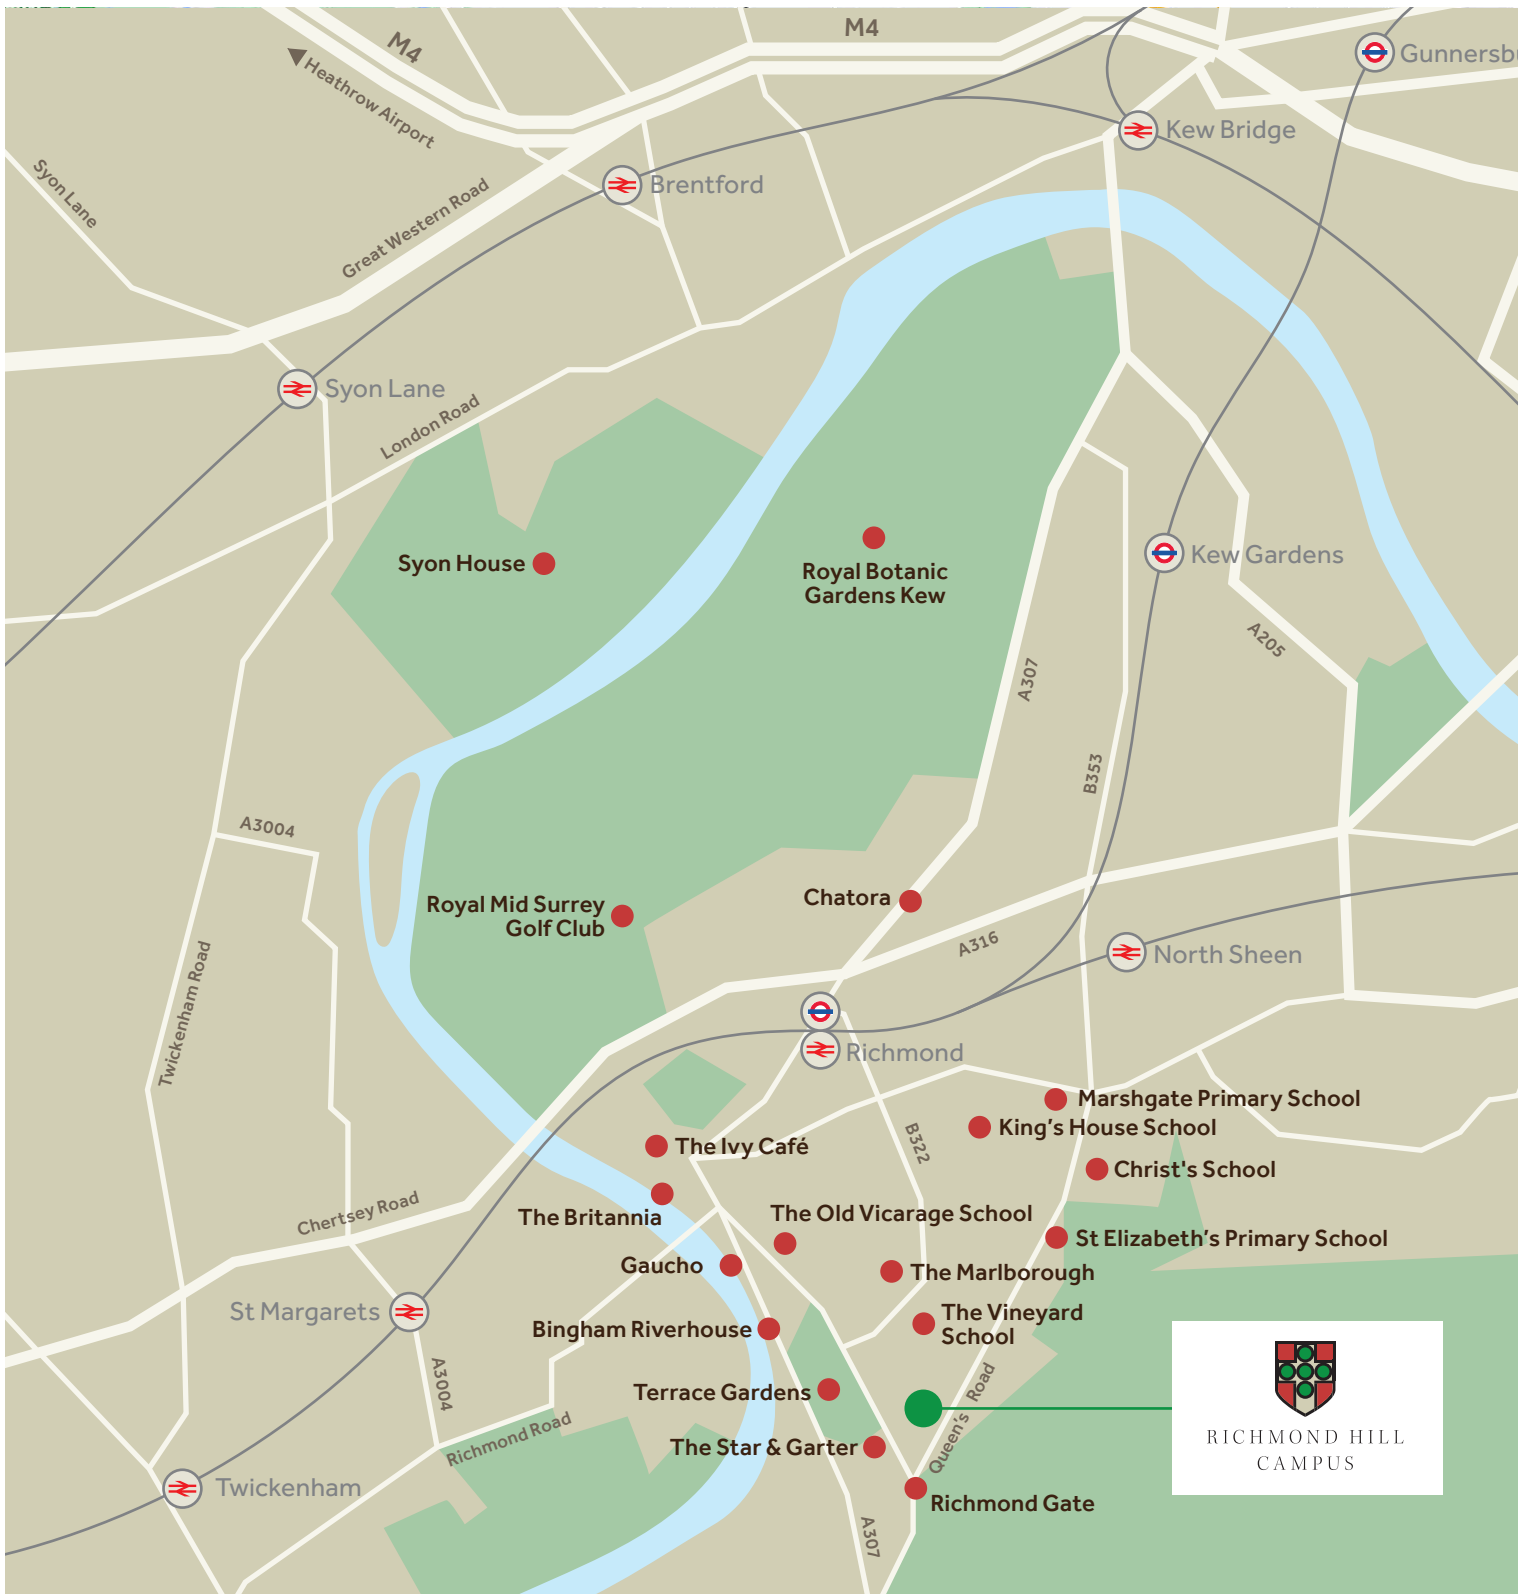 M4
M4
Gunnersbu
Heathrow Airport
Kew Bridge
Syon Lane
Brentford
Great Western Road
Syon Lane
London Road
Syon House
Royal Botanic
Gardens Kew
Kew Gardens
A205
A307
B353
A3004
Royal Mid Surrey
Golf Club
Chatora
A316
North Sheen
Twickenham Road
Richmond
Marshgate Primary School
King's House School
B322
The Ivy Café
Christ's School
Chertsey Road
The Britannia
The Old Vicarage School
St Elizabeth's Primary School
Gaucho
The Marlborough
St Margarets
Bingham Riverhouse
The Vineyard
School
A3004
Terrace Gardens
Queen's Road
Richmond Road
The Star & Garter
RICHMOND HILL
CAMPUS
Twickenham
Richmond Gate
A307